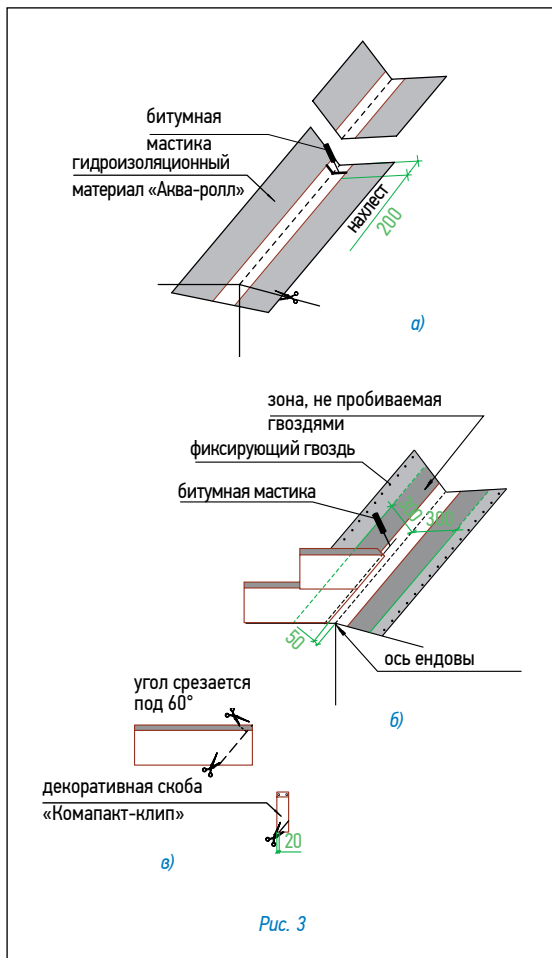 битумная
мастика
гидроизоляционный
материал «Аква-ролл»
нахлест
200
а)
зона, не пробиваемая
гвоздями
фиксирующий гвоздь
битумная мастика
300
50
ось ендовы
б)
угол срезается
под 60°
декоративная скоба
«Комапакт-клип»
20
в)
Рис. 3